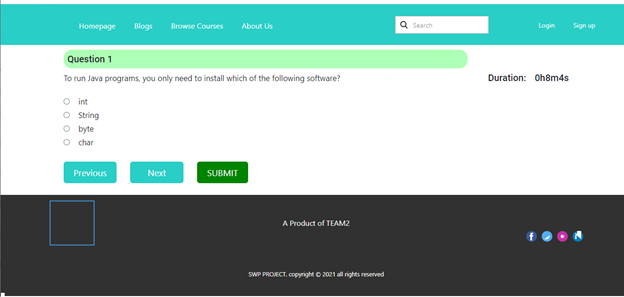 Homepage Blogs Browse Courses About Us Search Login Sign up
Question 1
To run Java programs, you only need to install which of the following software?
Duration: 0h8m4s
int
String
byte
char
Previous Next SUBMIT
A Product of TEAM2
SWP PROJECT. copyright © 2021 all rights reserved